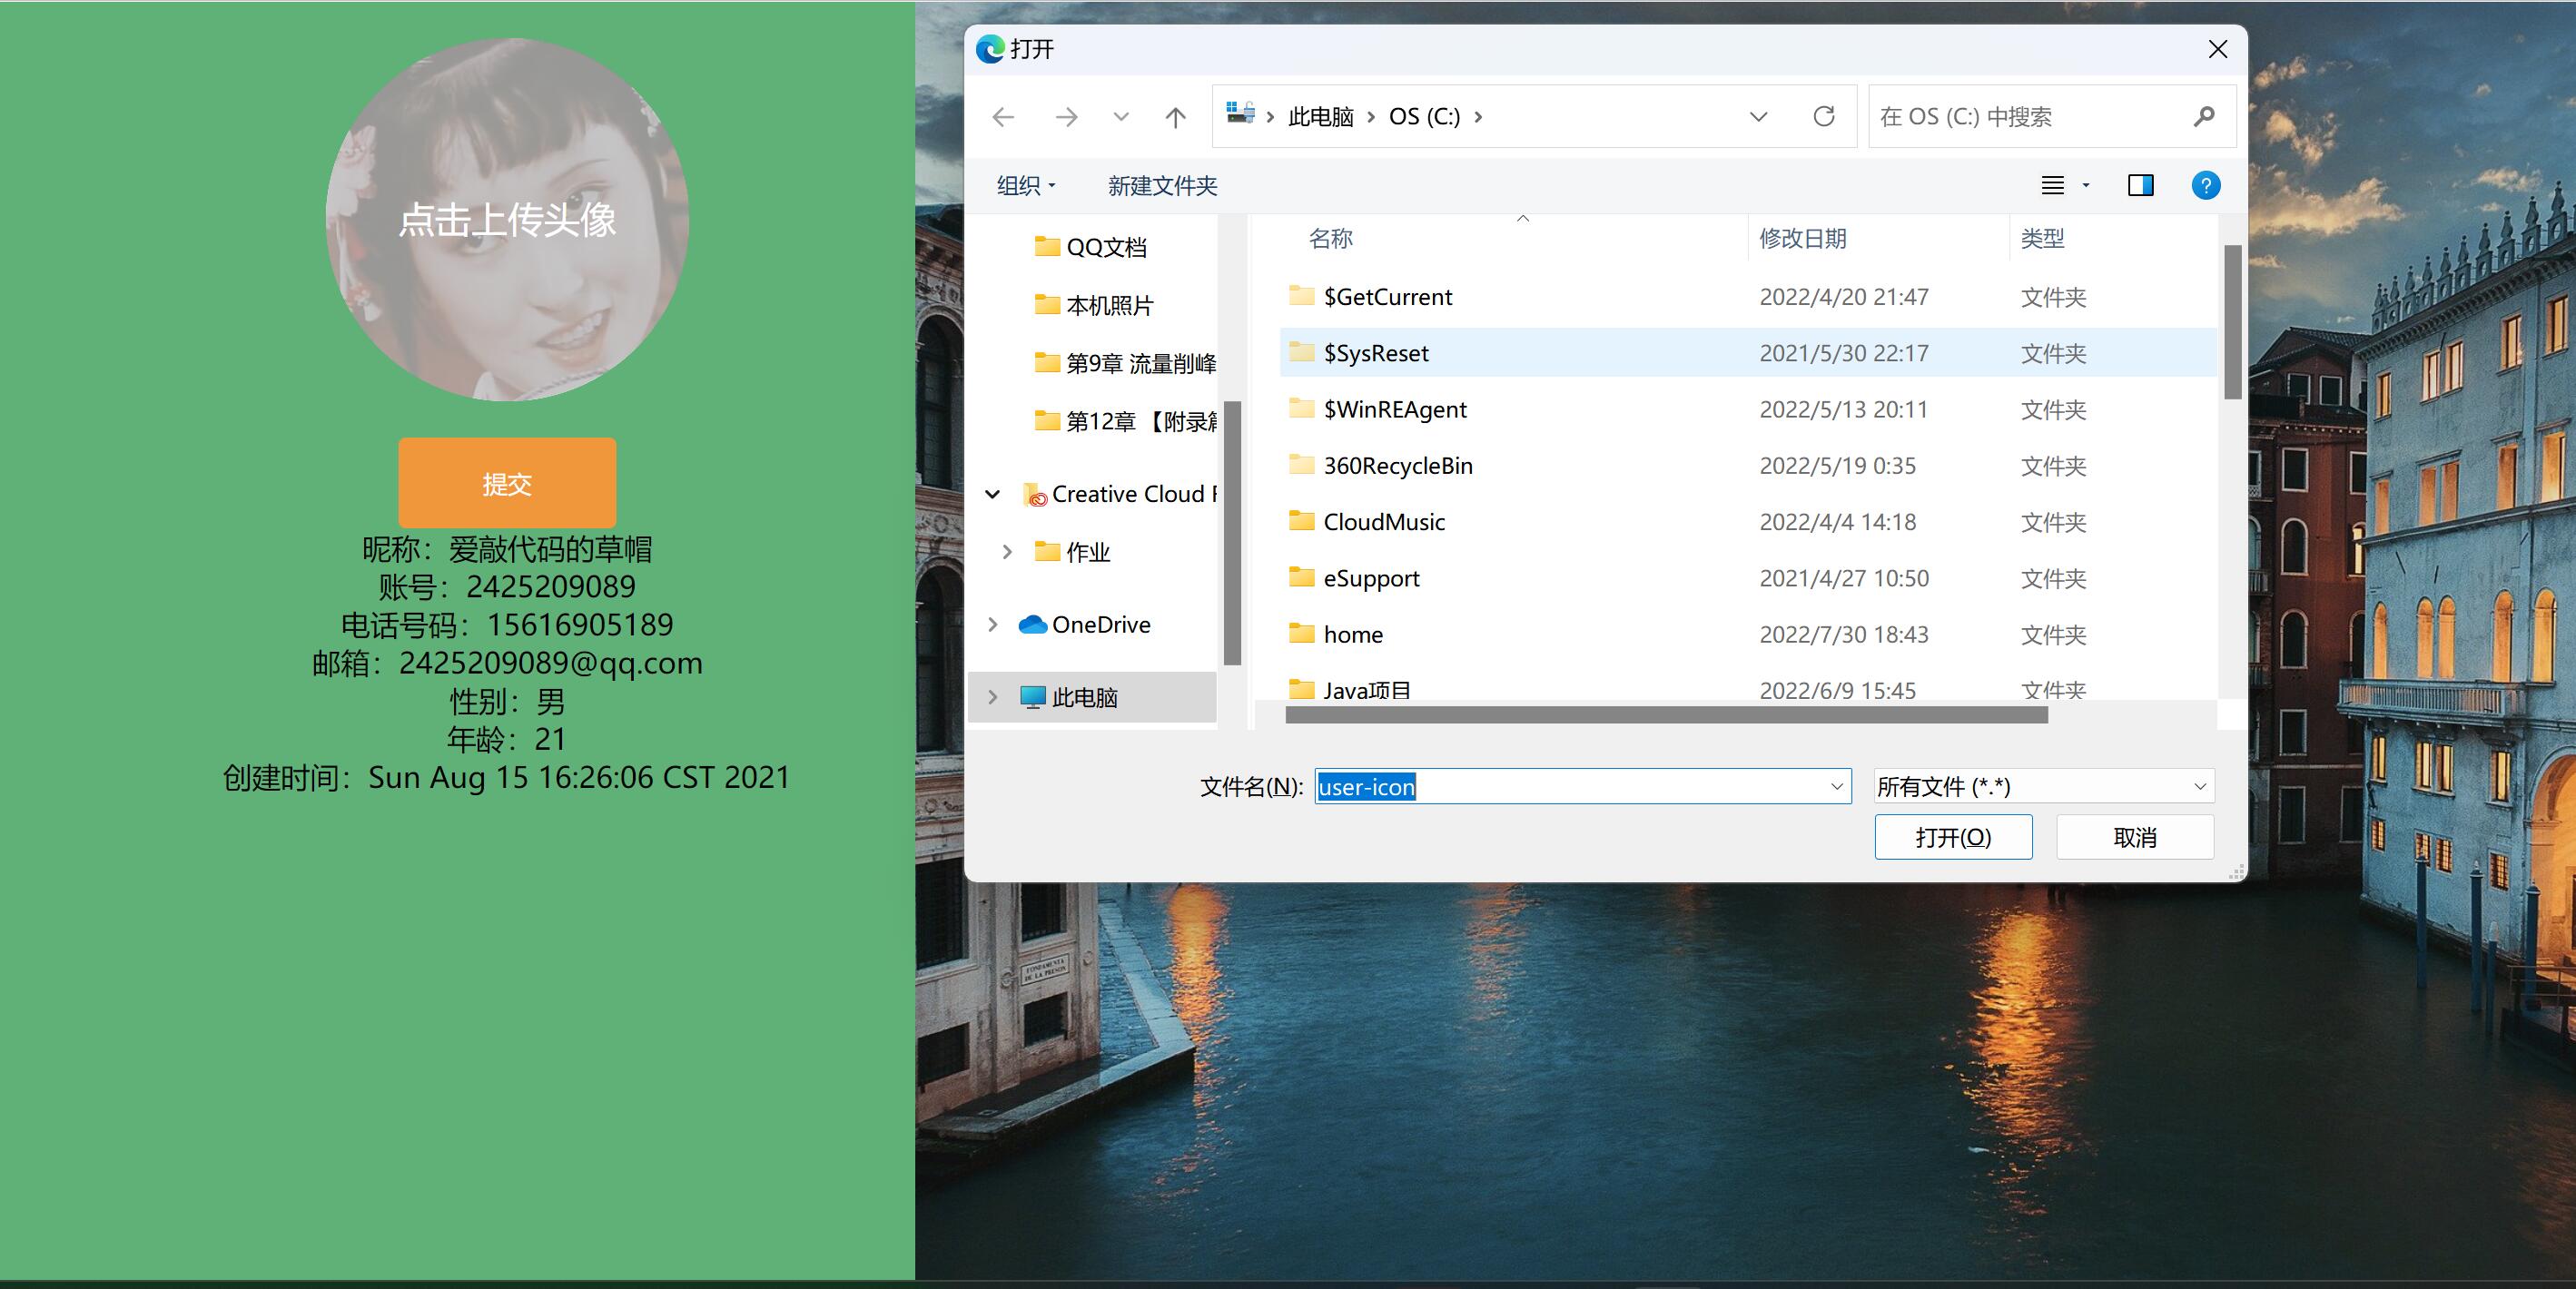 点击上传头像
提交
昵称：爱敲代码的草帽
账号：2425209089
电话号码：15616905189
邮箱：2425209089@qq.com
性别：男
年龄：21
创建时间：Sun Aug 15 16:26:06 CST 2021
打开
此电脑 OS (C:)
在 OS (C:) 中搜索
组织 新建文件夹
QQ文档
本机照片
第9章 流量削峰
第12章 【附录
Creative Cloud F
作业
OneDrive
此电脑
名称 修改日期 类型
$GetCurrent 2022/4/20 21:47 文件夹
$SysReset 2021/5/30 22:17 文件夹
$WinREAgent 2022/5/13 20:11 文件夹
360RecycleBin 2022/5/19 0:35 文件夹
CloudMusic 2022/4/4 14:18 文件夹
eSupport 2021/4/27 10:50 文件夹
home 2022/7/30 18:43 文件夹
Java项目 2022/6/9 15:45 文件夹
文件名(N): user-icon 所有文件 (*.*)
打开(O) 取消
FONDAMENTA
DE LA PRESON